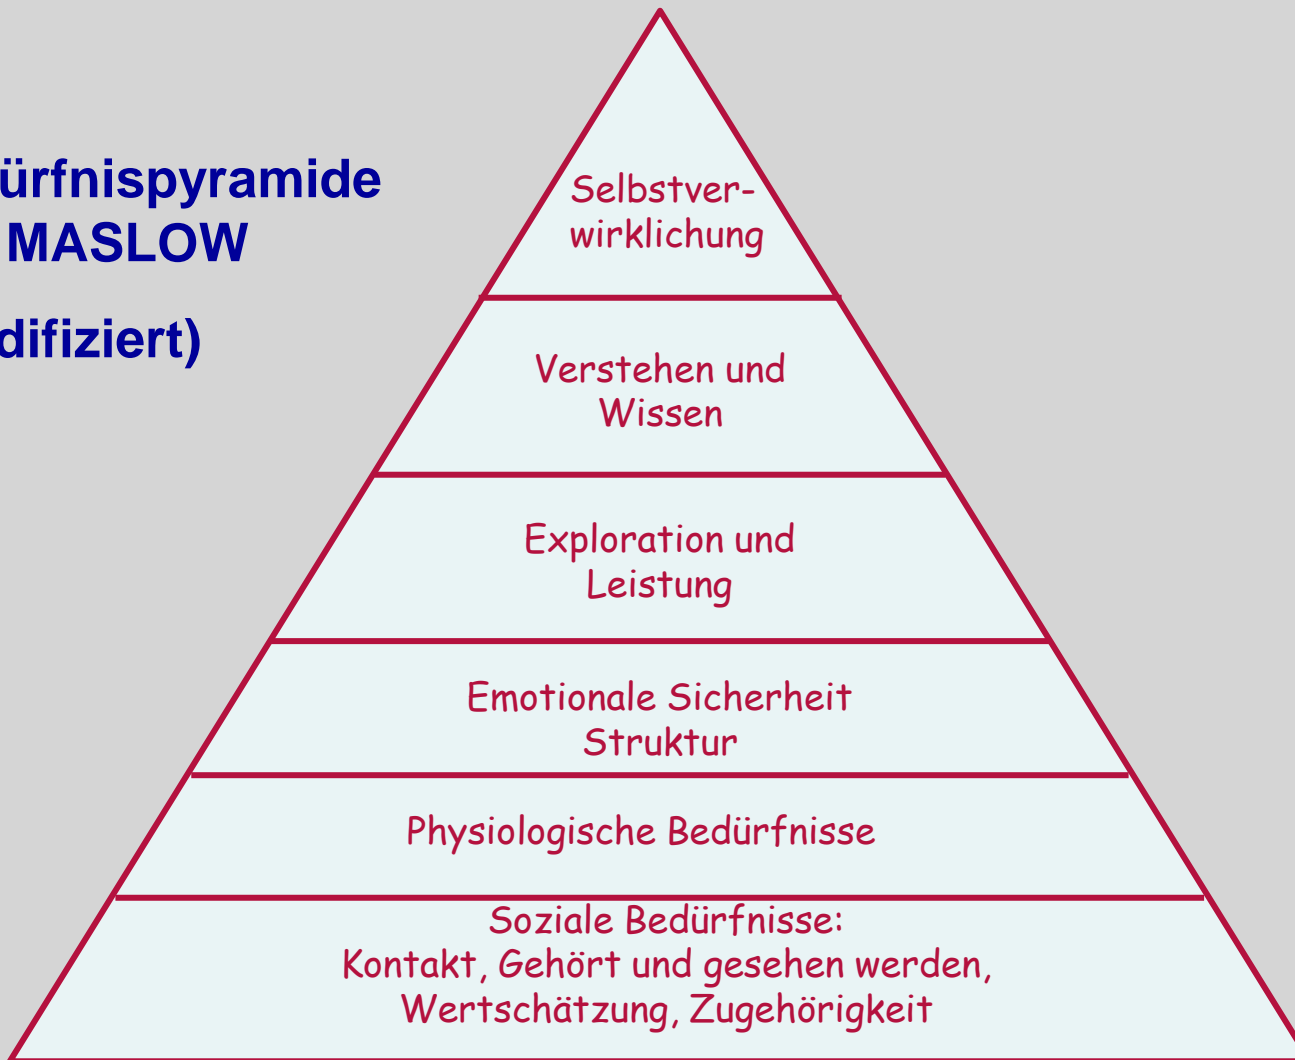 ürfnispyramide
MASLOW
difiziert)
Selbstver-
wirklichung
Verstehen und
Wissen
Exploration und
Leistung
Emotionale Sicherheit
Struktur
Physiologische Bedürfnisse
Soziale Bedürfnisse:
Kontakt, Gehört und gesehen werden,
Wertschätzung, Zugehörigkeit